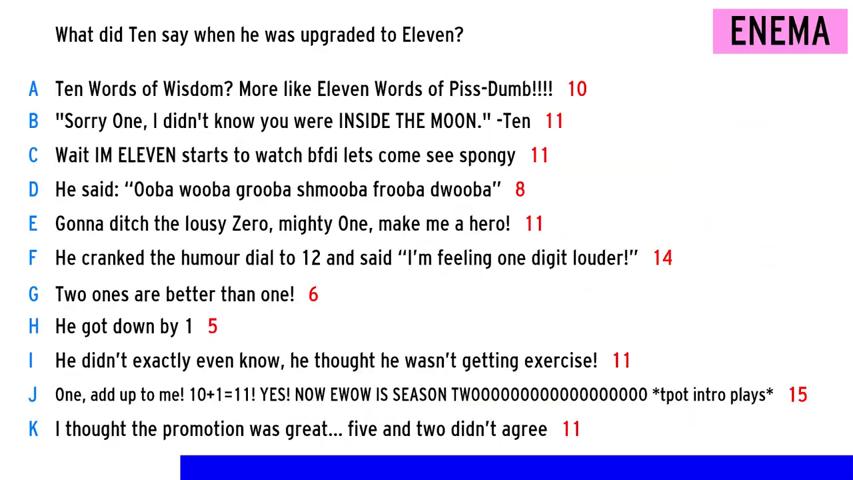 What did Ten say when he was upgraded to Eleven?
ENEMA
A Ten Words of Wisdom? More like Eleven Words of Piss-Dumb!!!! 10
B "Sorry One, I didn't know you were INSIDE THE MOON." -Ten 11
C Wait IM ELEVEN starts to watch bfdi lets come see spongy 11
D He said: “Ooba wooba grooba shmooba frooba dwooba” 8
E Gonna ditch the lousy Zero, mighty One, make me a hero! 11
F He cranked the humour dial to 12 and said “I’m feeling one digit louder!” 14
G Two ones are better than one! 6
H He got down by 1 5
I He didn’t exactly even know, he thought he wasn’t getting exercise! 11
J One, add up to me! 10+1=11! YES! NOW EWOW IS SEASON TWOOOOOOOOOOOOOOOOOO *tpot intro plays* 15
K I thought the promotion was great... five and two didn’t agree 11